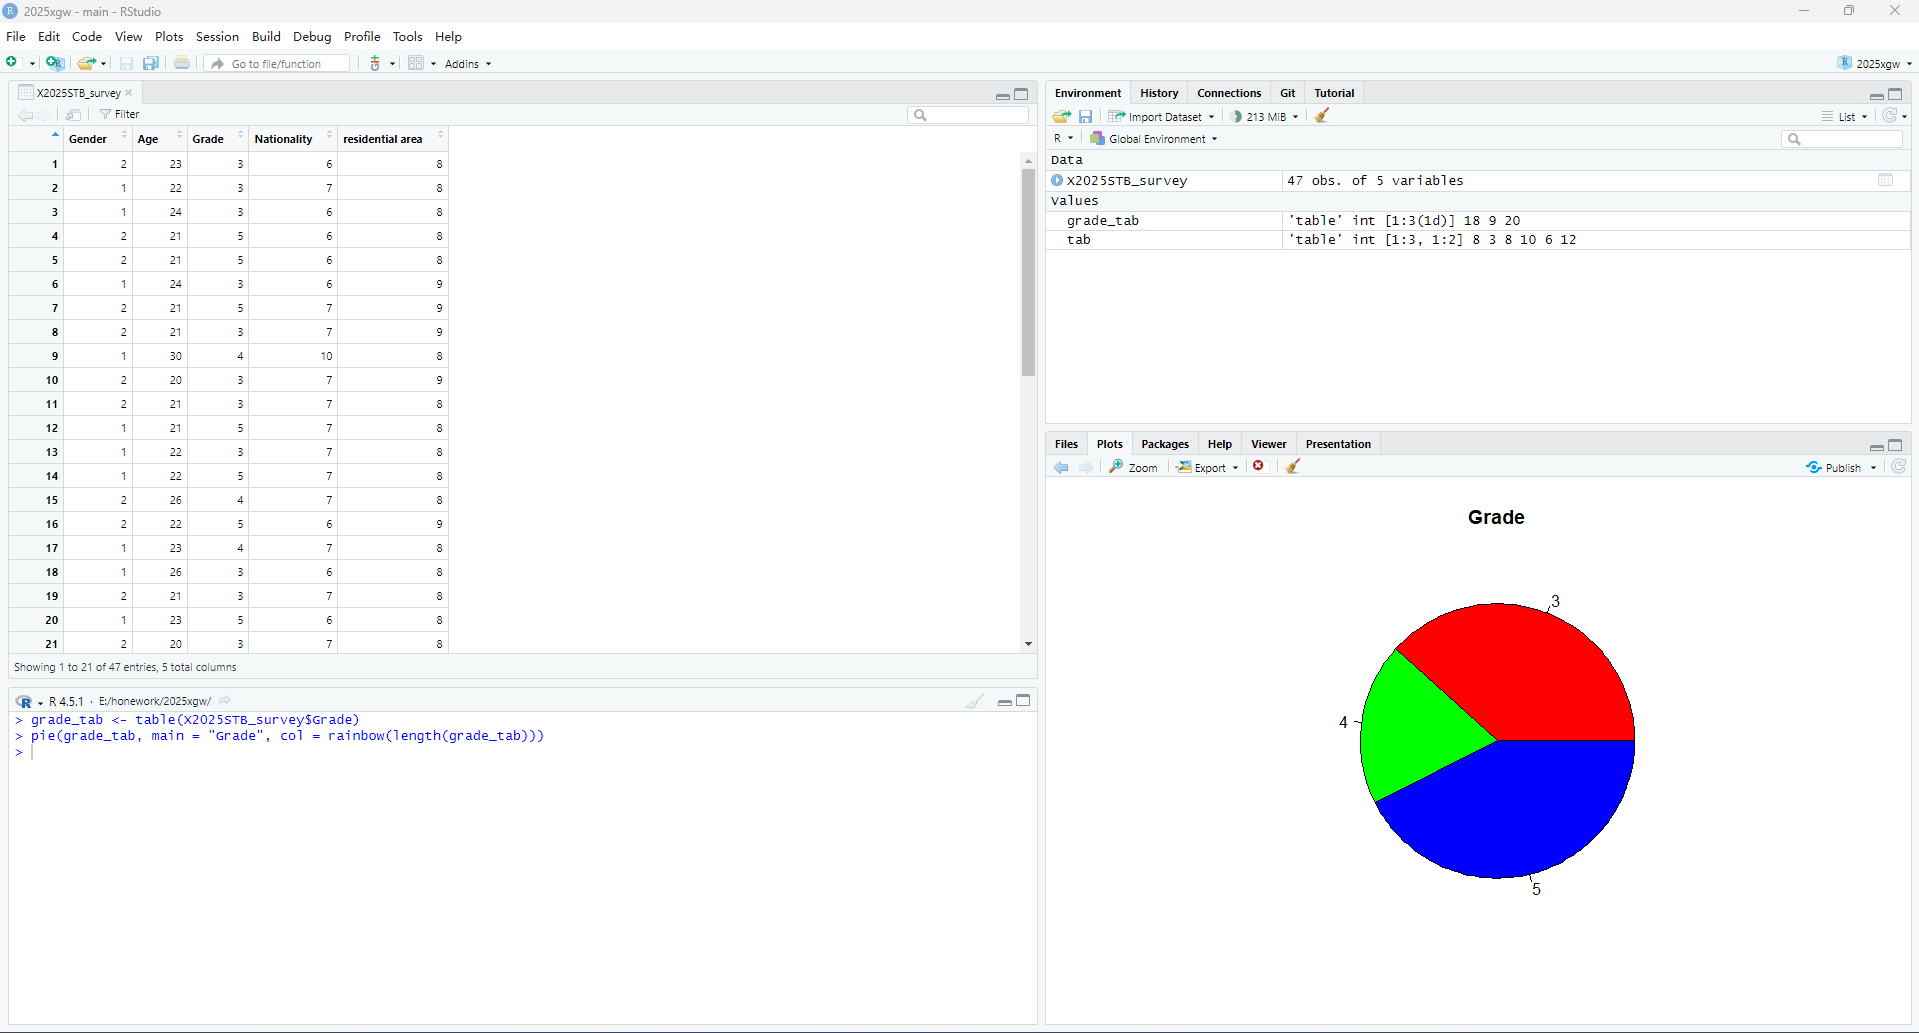 2025xgw - main - RStudio
File Edit Code View Plots Session Build Debug Profile Tools Help
Go to file/function Addins 2025xgw
X2025STB_survey
Filter
Gender Age Grade Nationality residential area
1 2 23 3 6 8
2 1 22 3 7 8
3 1 24 3 6 8
4 2 21 5 6 8
5 2 21 5 6 8
6 1 24 3 6 9
7 2 21 5 7 9
8 2 21 3 7 9
9 1 30 4 10 8
10 2 20 3 7 9
11 2 21 3 7 8
12 1 21 5 7 8
13 1 22 3 7 8
14 1 22 5 7 8
15 2 26 4 7 8
16 2 22 5 6 9
17 1 23 4 7 8
18 1 26 3 6 8
19 2 21 3 7 8
20 1 23 5 6 8
21 2 20 3 7 8
Showing 1 to 21 of 47 entries, 5 total columns
R 4.5.1 · E:/honework/2025xgw/
> grade_tab <- table(X2025STB_survey$Grade)
> pie(grade_tab, main = "Grade", col = rainbow(length(grade_tab)))
>
Environment History Connections Git Tutorial
Import Dataset 213 MiB List
R Global Environment
Data
X2025STB_survey 47 obs. of 5 variables
Values
grade_tab 'table' int [1:3(1d)] 18 9 20
tab 'table' int [1:3, 1:2] 8 3 8 10 6 12
Files Plots Packages Help Viewer Presentation
Zoom Export Publish
Grade
3
4
5